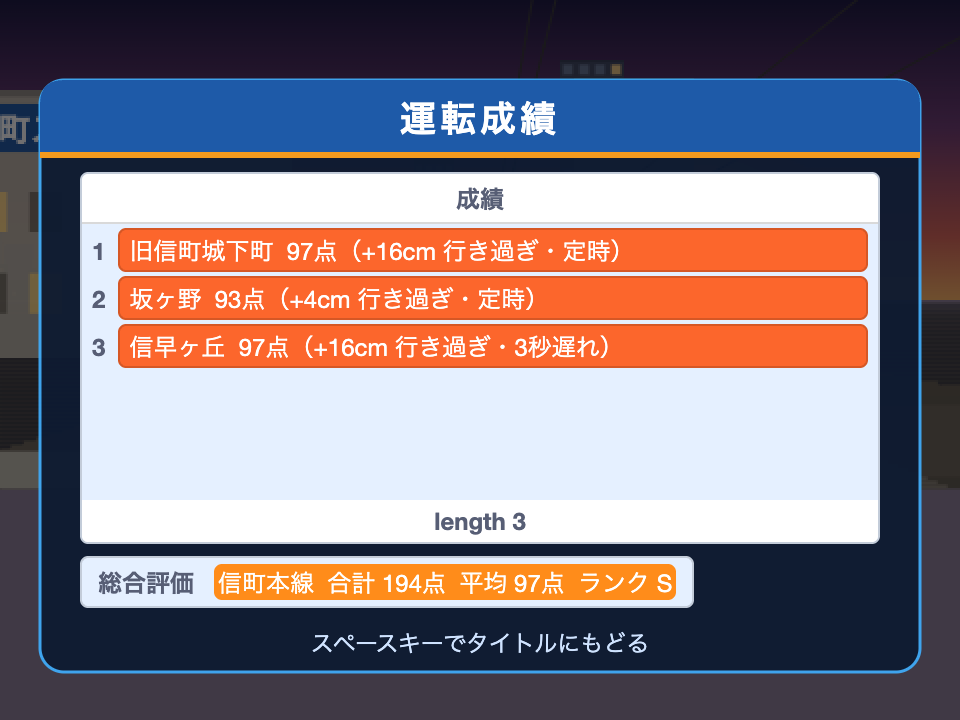 運転成績
町
成績
1 旧信町城下町 97点（+16cm 行き過ぎ・定時）
2 坂ヶ野 93点（+4cm 行き過ぎ・定時）
3 信早ヶ丘 97点（+16cm 行き過ぎ・3秒遅れ）
length 3
総合評価 信町本線 合計 194点 平均 97点 ランク S
スペースキーでタイトルにもどる